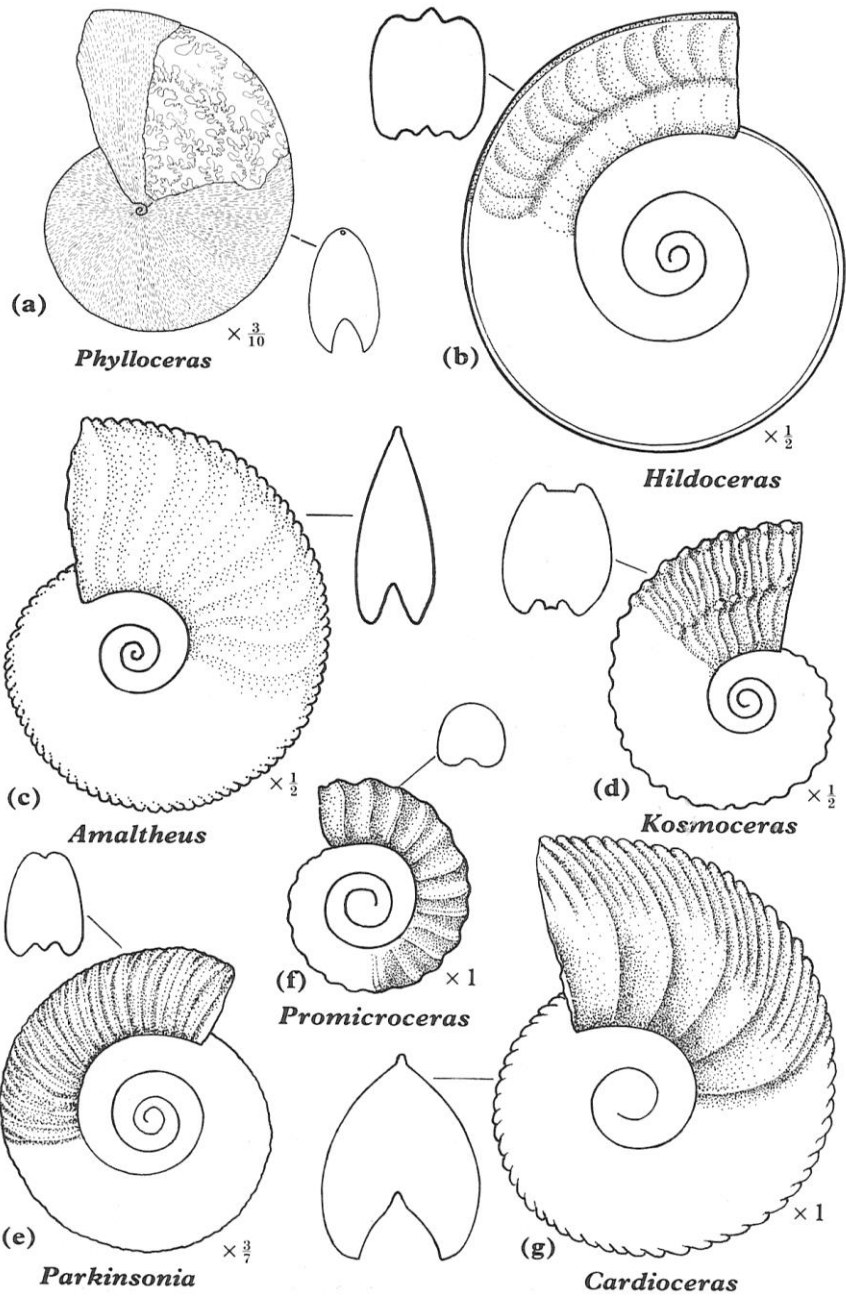 (a)
× 3/10
Phylloceras
(b)
× 1/2
Hildoceras
(c)
× 1/2
Amaltheus
(d)
× 1/2
Kosmoceras
(e)
× 3/7
Parkinsonia
(f)
× 1
Promicroceras
(g)
× 1
Cardioceras